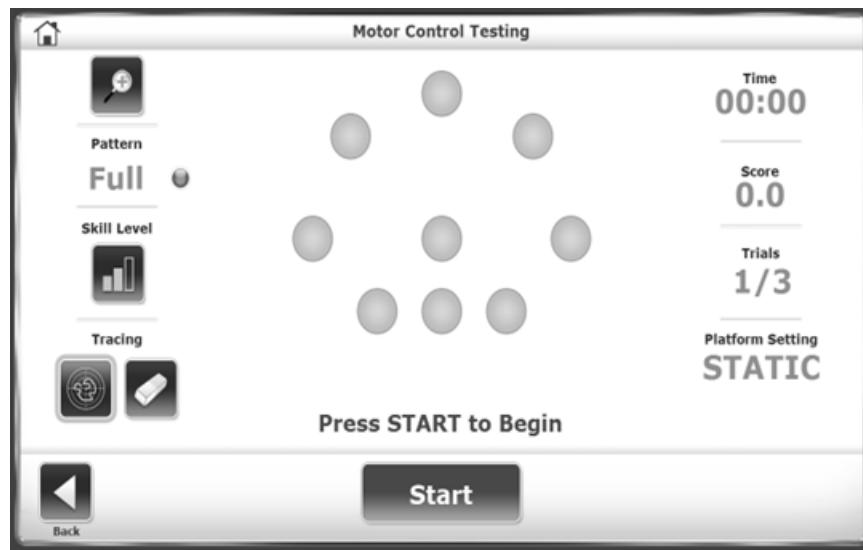 Motor Control Testing
Pattern
Full
Skill Level
Tracing
Time
00:00
Score
0.0
Trials
1/3
Platform Setting
STATIC
Press START to Begin
Back
Start